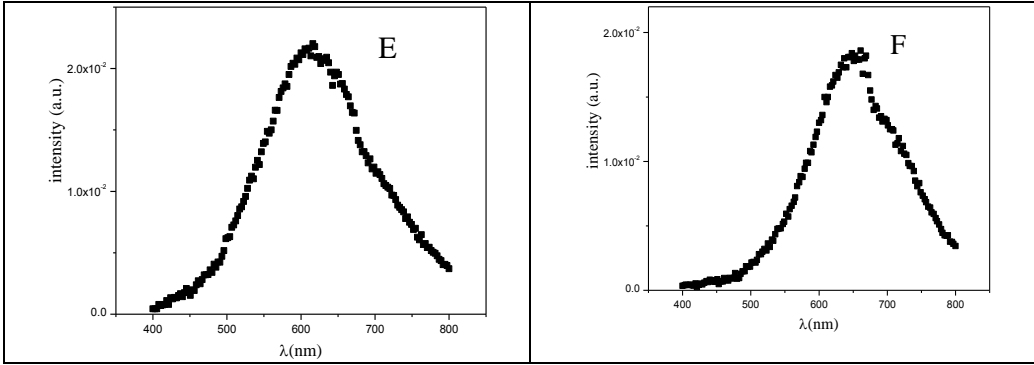 E
intensity (a.u.)
2.0x10⁻²
1.0x10⁻²
0.0
400 500 600 700 800
λ(nm)
F
intensity (a.u.)
2.0x10⁻²
1.0x10⁻²
0.0
400 500 600 700 800
λ(nm)